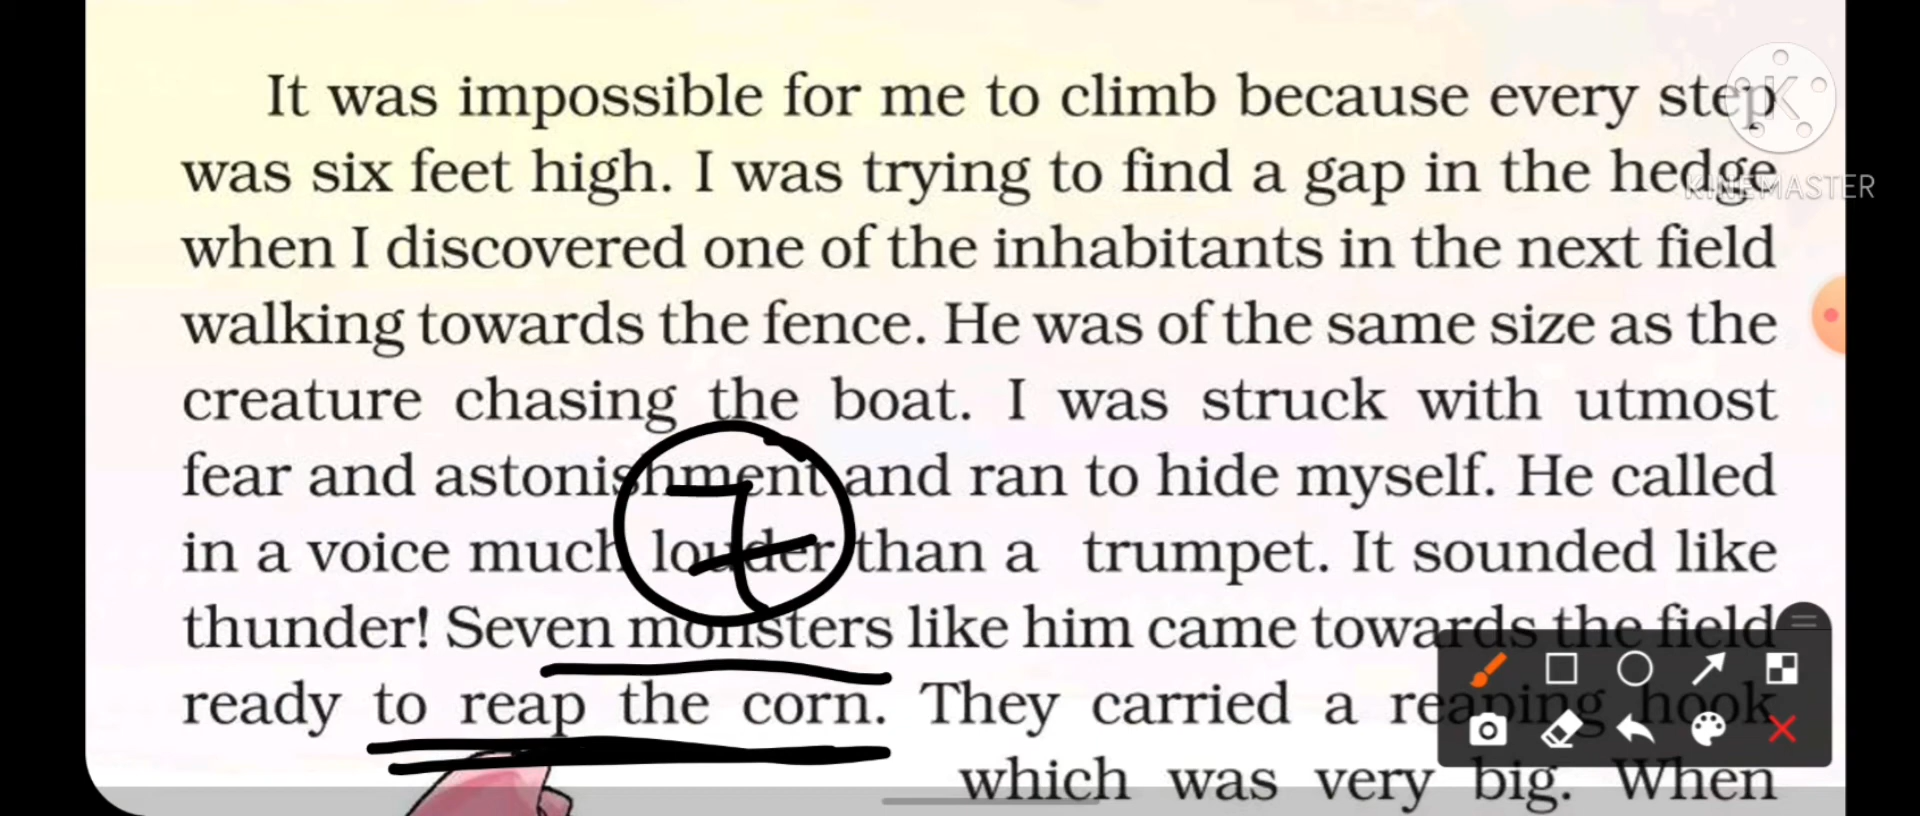 It was impossible for me to climb because every step
was six feet high. I was trying to find a gap in the hedge
KINEMASTER
when I discovered one of the inhabitants in the next field
walking towards the fence. He was of the same size as the
creature chasing the boat. I was struck with utmost
fear and astonishment and ran to hide myself. He called
7
in a voice much louder than a trumpet. It sounded like
thunder! Seven monsters like him came towards the field
ready to reap the corn. They carried a reaping hook
which was very big. When